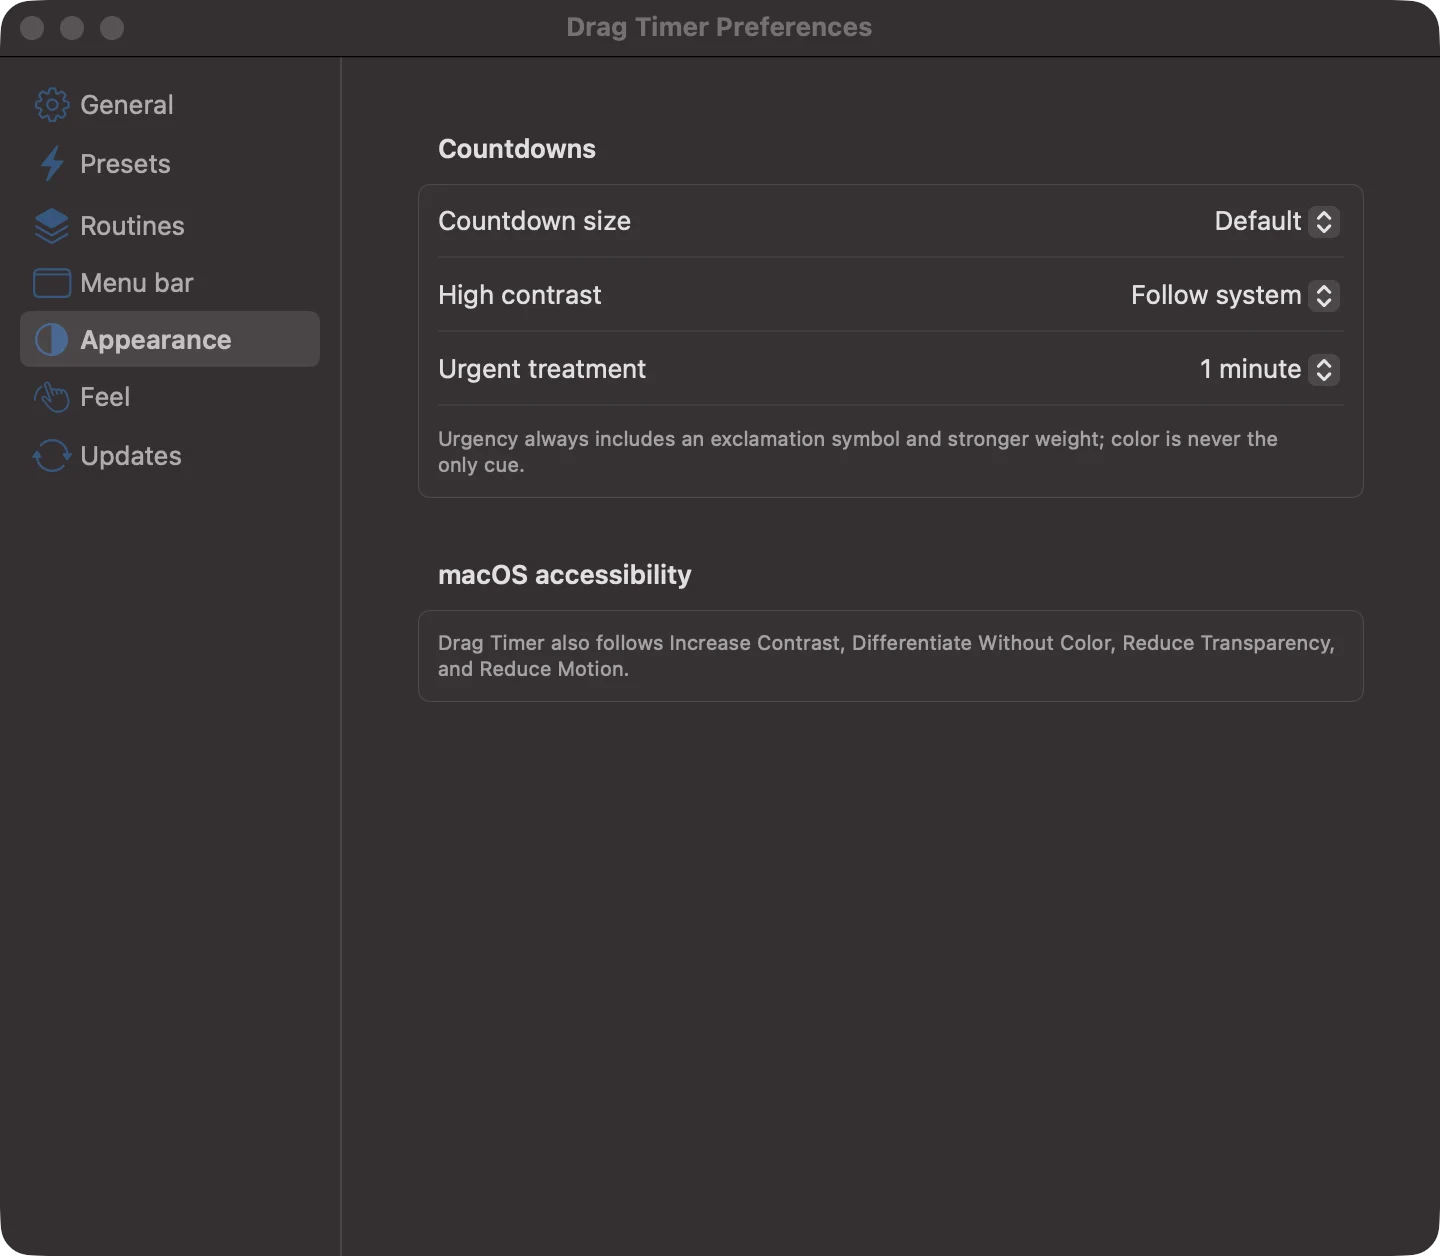 Drag Timer Preferences
General
Presets
Routines
Menu bar
Appearance
Feel
Updates
Countdowns
Countdown size Default
High contrast Follow system
Urgent treatment 1 minute
Urgency always includes an exclamation symbol and stronger weight; color is never the
only cue.
macOS accessibility
Drag Timer also follows Increase Contrast, Differentiate Without Color, Reduce Transparency,
and Reduce Motion.